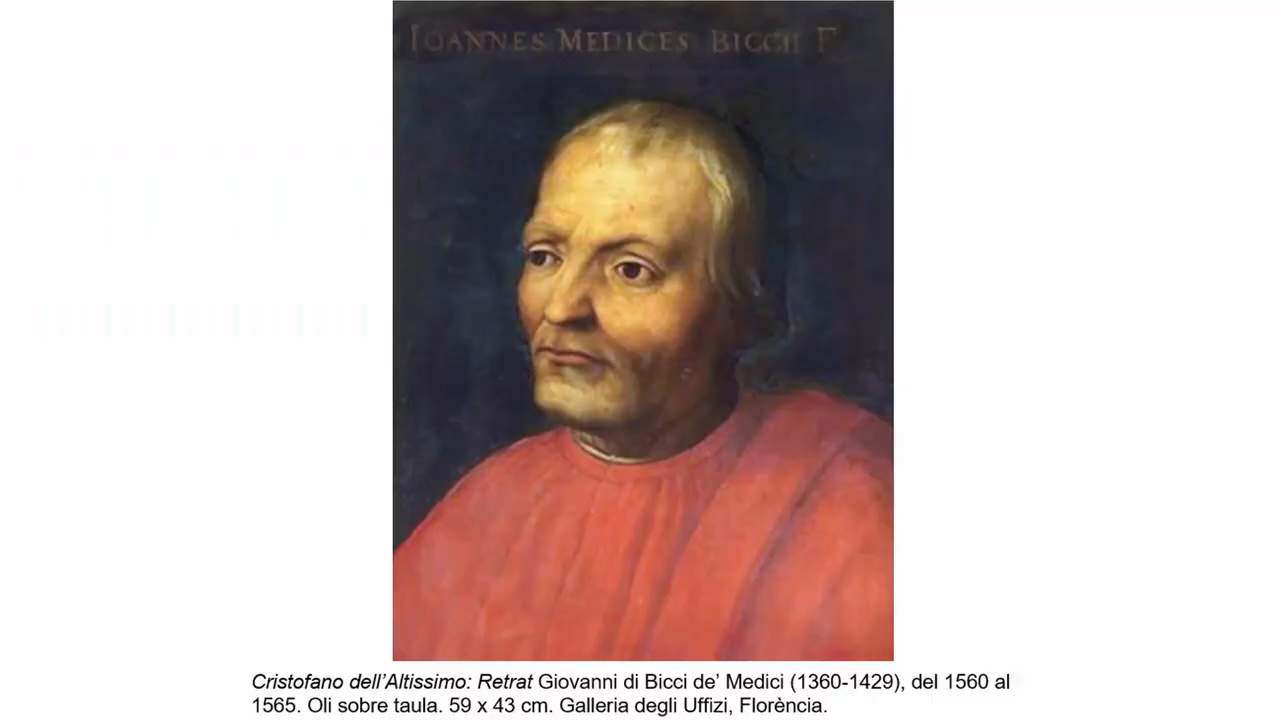 IOANNES MEDICES BICCII F
Cristofano dell’Altissimo: Retrat Giovanni di Bicci de’ Medici (1360-1429), del 1560 al
1565. Oli sobre taula. 59 x 43 cm. Galleria degli Uffizi, Florència.